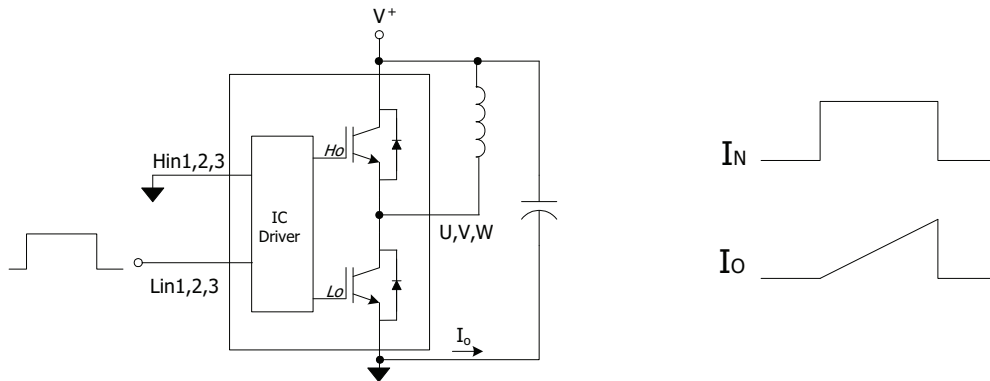 V+
Hin1,2,3
Ho
IC
Driver
U,V,W
Lin1,2,3
Lo
Io
IN
IO